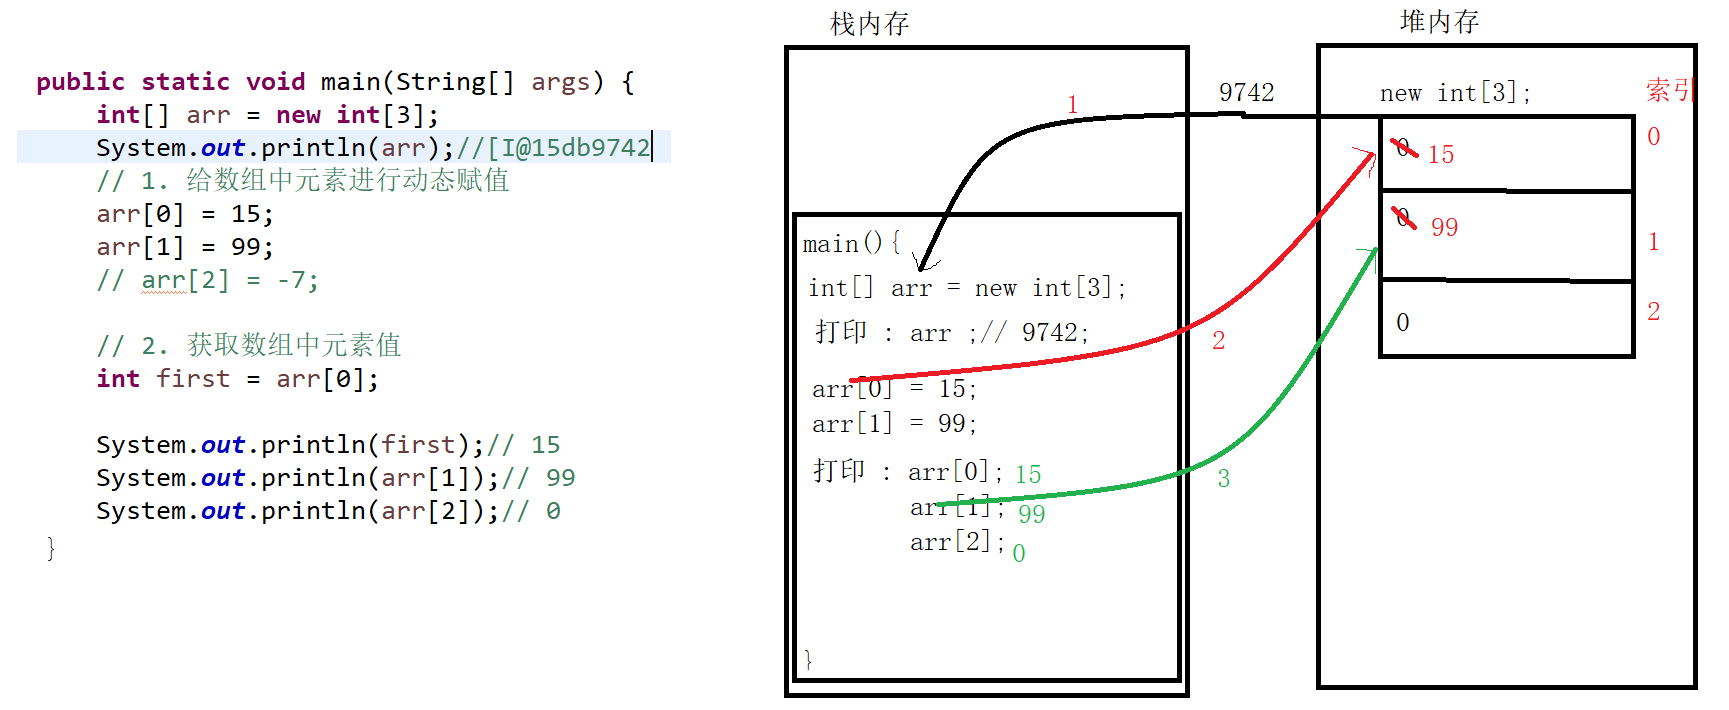 public static void main(String[] args) {
int[] arr = new int[3];
System.out.println(arr);//[I@15db9742
// 1. 给数组中元素进行动态赋值
arr[0] = 15;
arr[1] = 99;
// arr[2] = -7;
// 2. 获取数组中元素值
int first = arr[0];
System.out.println(first);// 15
System.out.println(arr[1]);// 99
System.out.println(arr[2]);// 0
}
栈内存
1
main(){
int[] arr = new int[3];
打印 : arr ;// 9742;
arr[0] = 15;
arr[1] = 99;
打印 : arr[0]; 15
arr[1]; 99
arr[2]; 0
}
9742
2
3
堆内存
new int[3];
索引
0 15
0
0 99
1
0
2